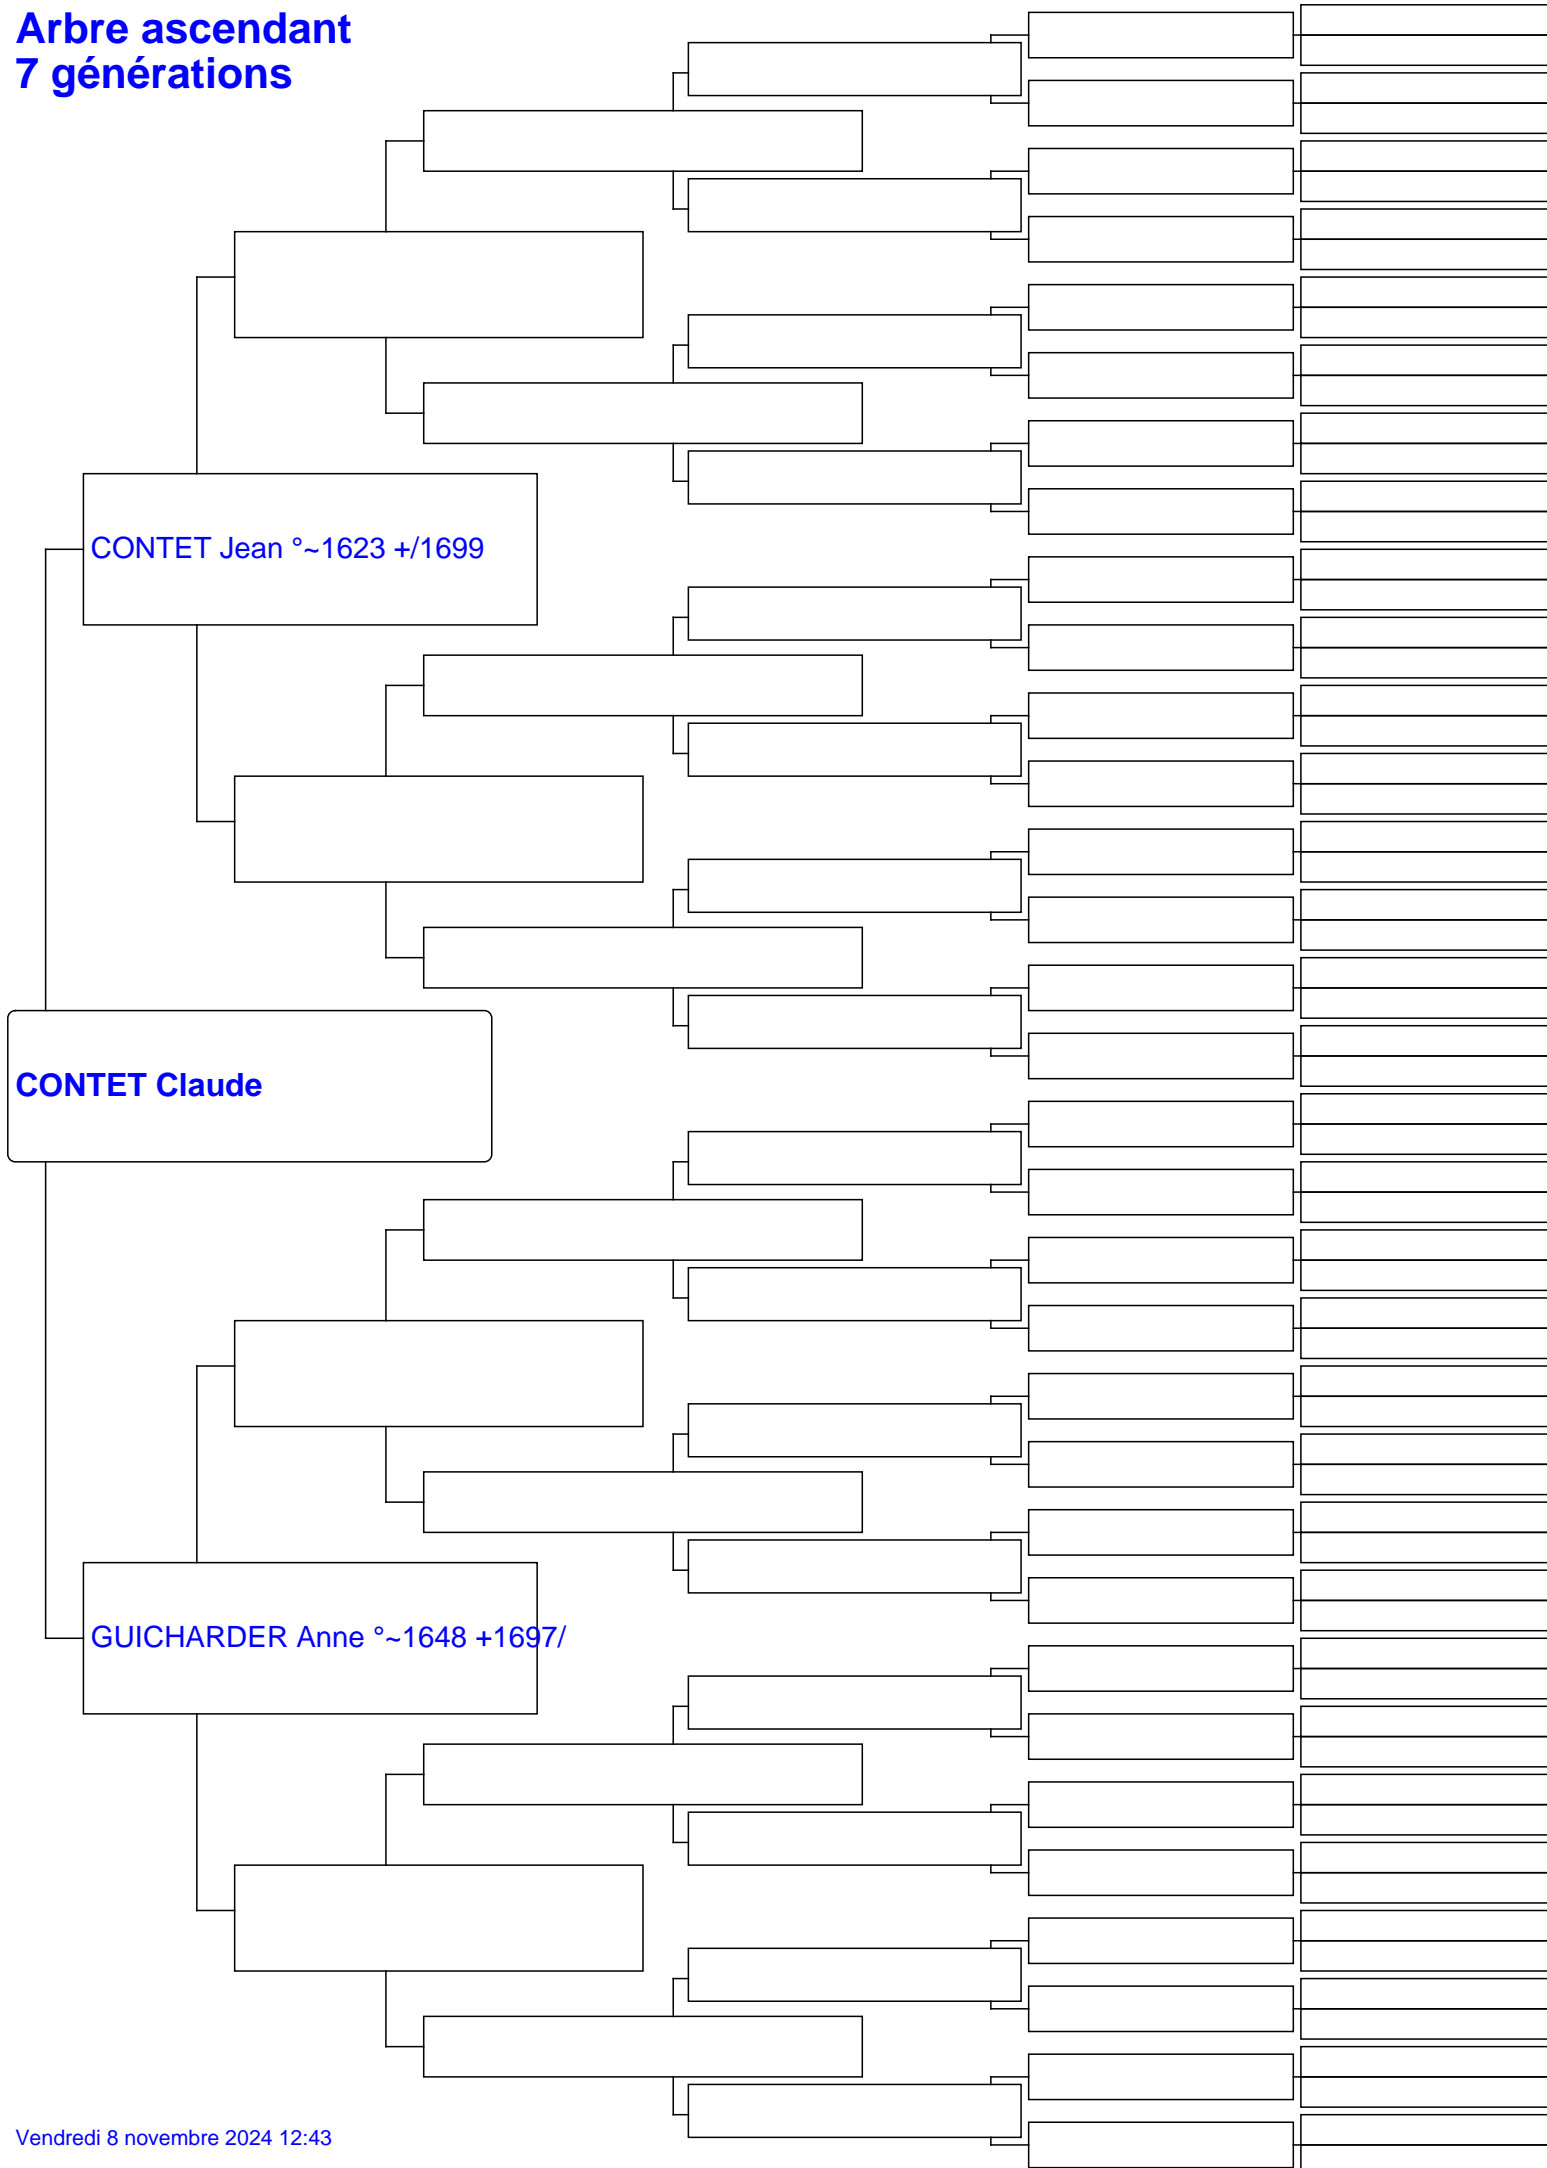 Arbre ascendant
7 générations
CONTET Jean °~1623 +/1699
CONTET Claude
GUICHARDER Anne °~1648 +1697/
Vendredi 8 novembre 2024 12:43